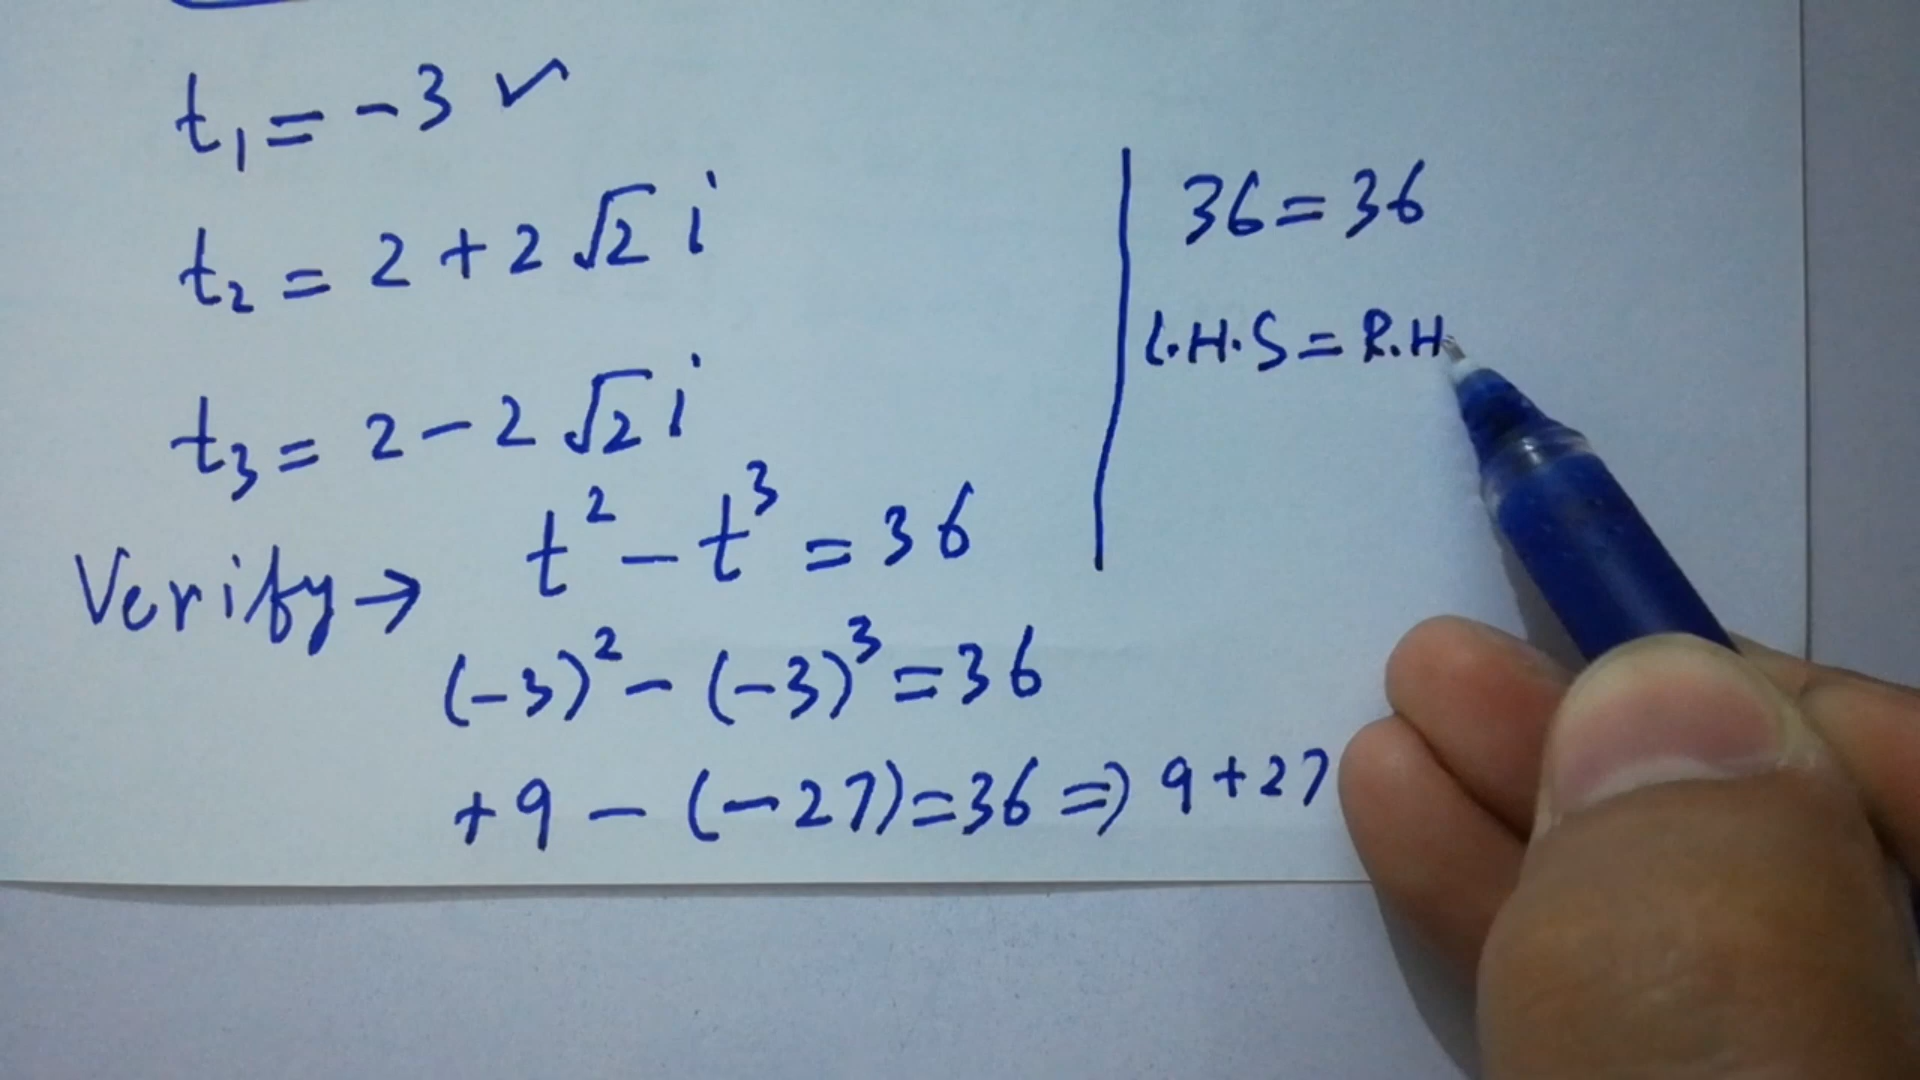 t₁ = -3 ✓
t₂ = 2 + 2√2 i
t₃ = 2 - 2√2 i
Verify → t² - t³ = 36
(-3)² - (-3)³ = 36
+9 - (-27) = 36 ⇒ 9 + 27
36 = 36
L.H.S = R.H